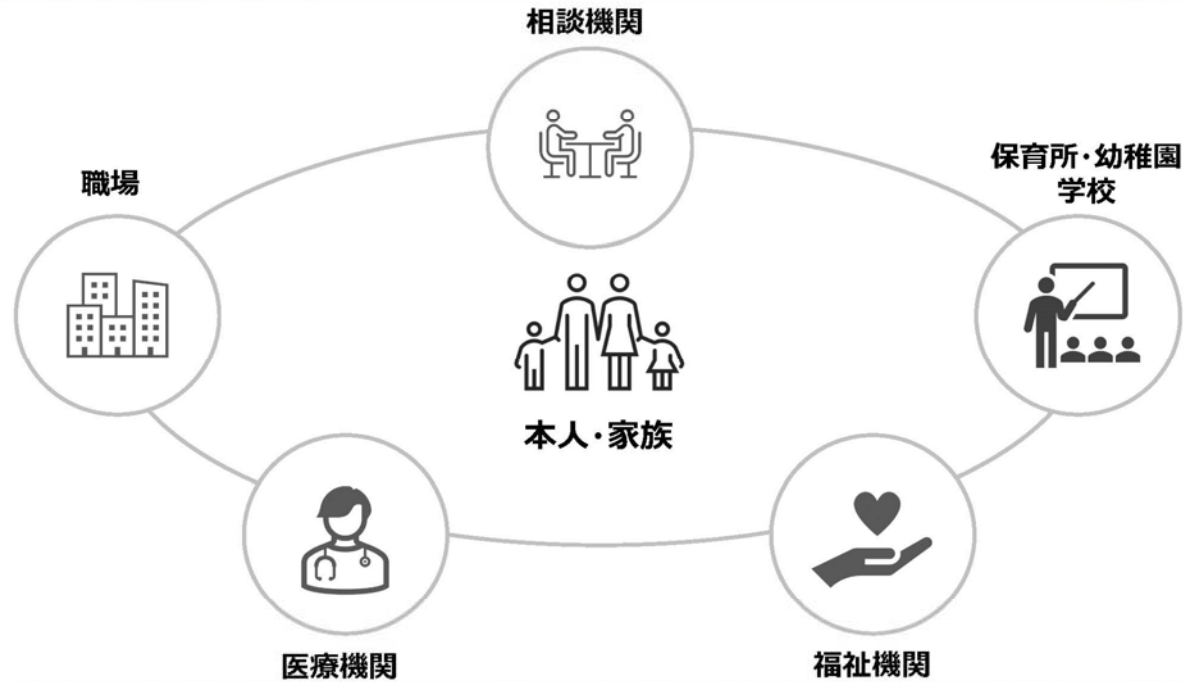 相談機関
職場
保育所・幼稚園
学校
本人・家族
医療機関
福祉機関